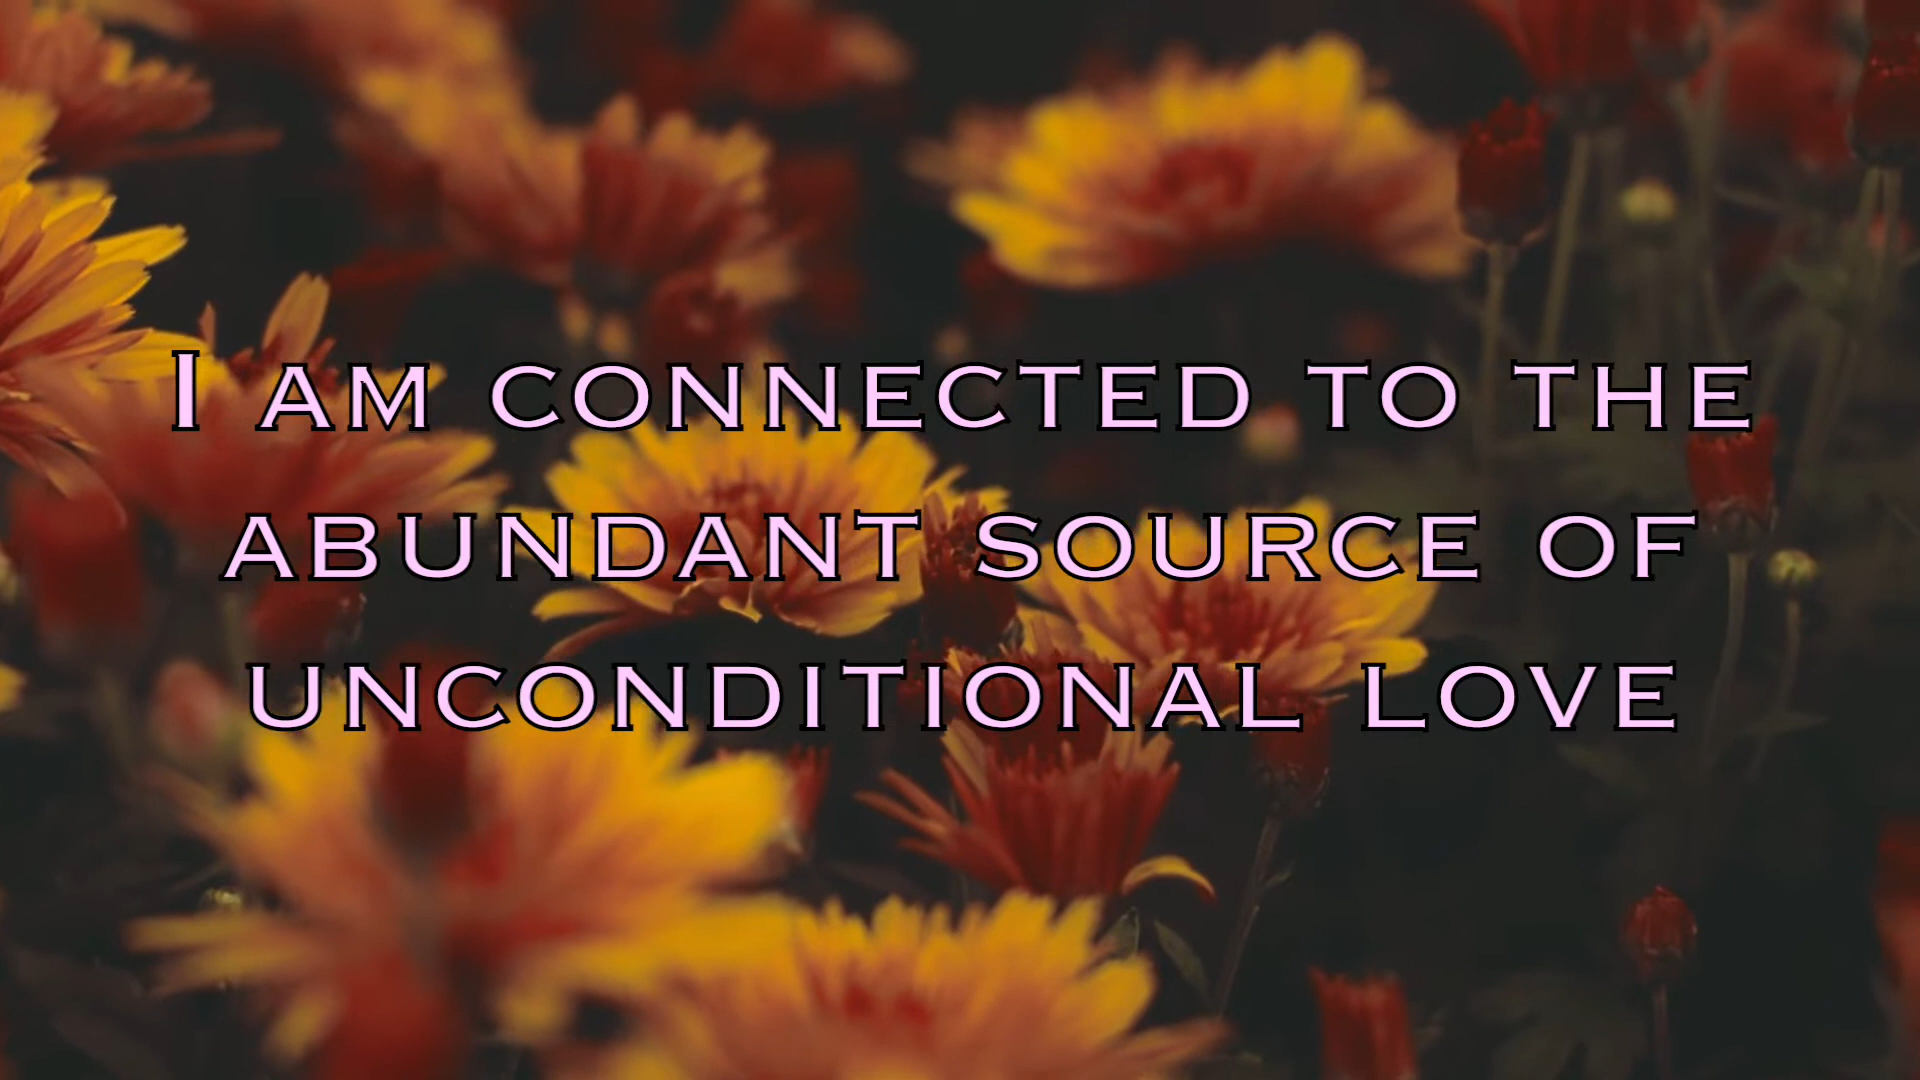 I am connected to the
abundant source of
unconditional love